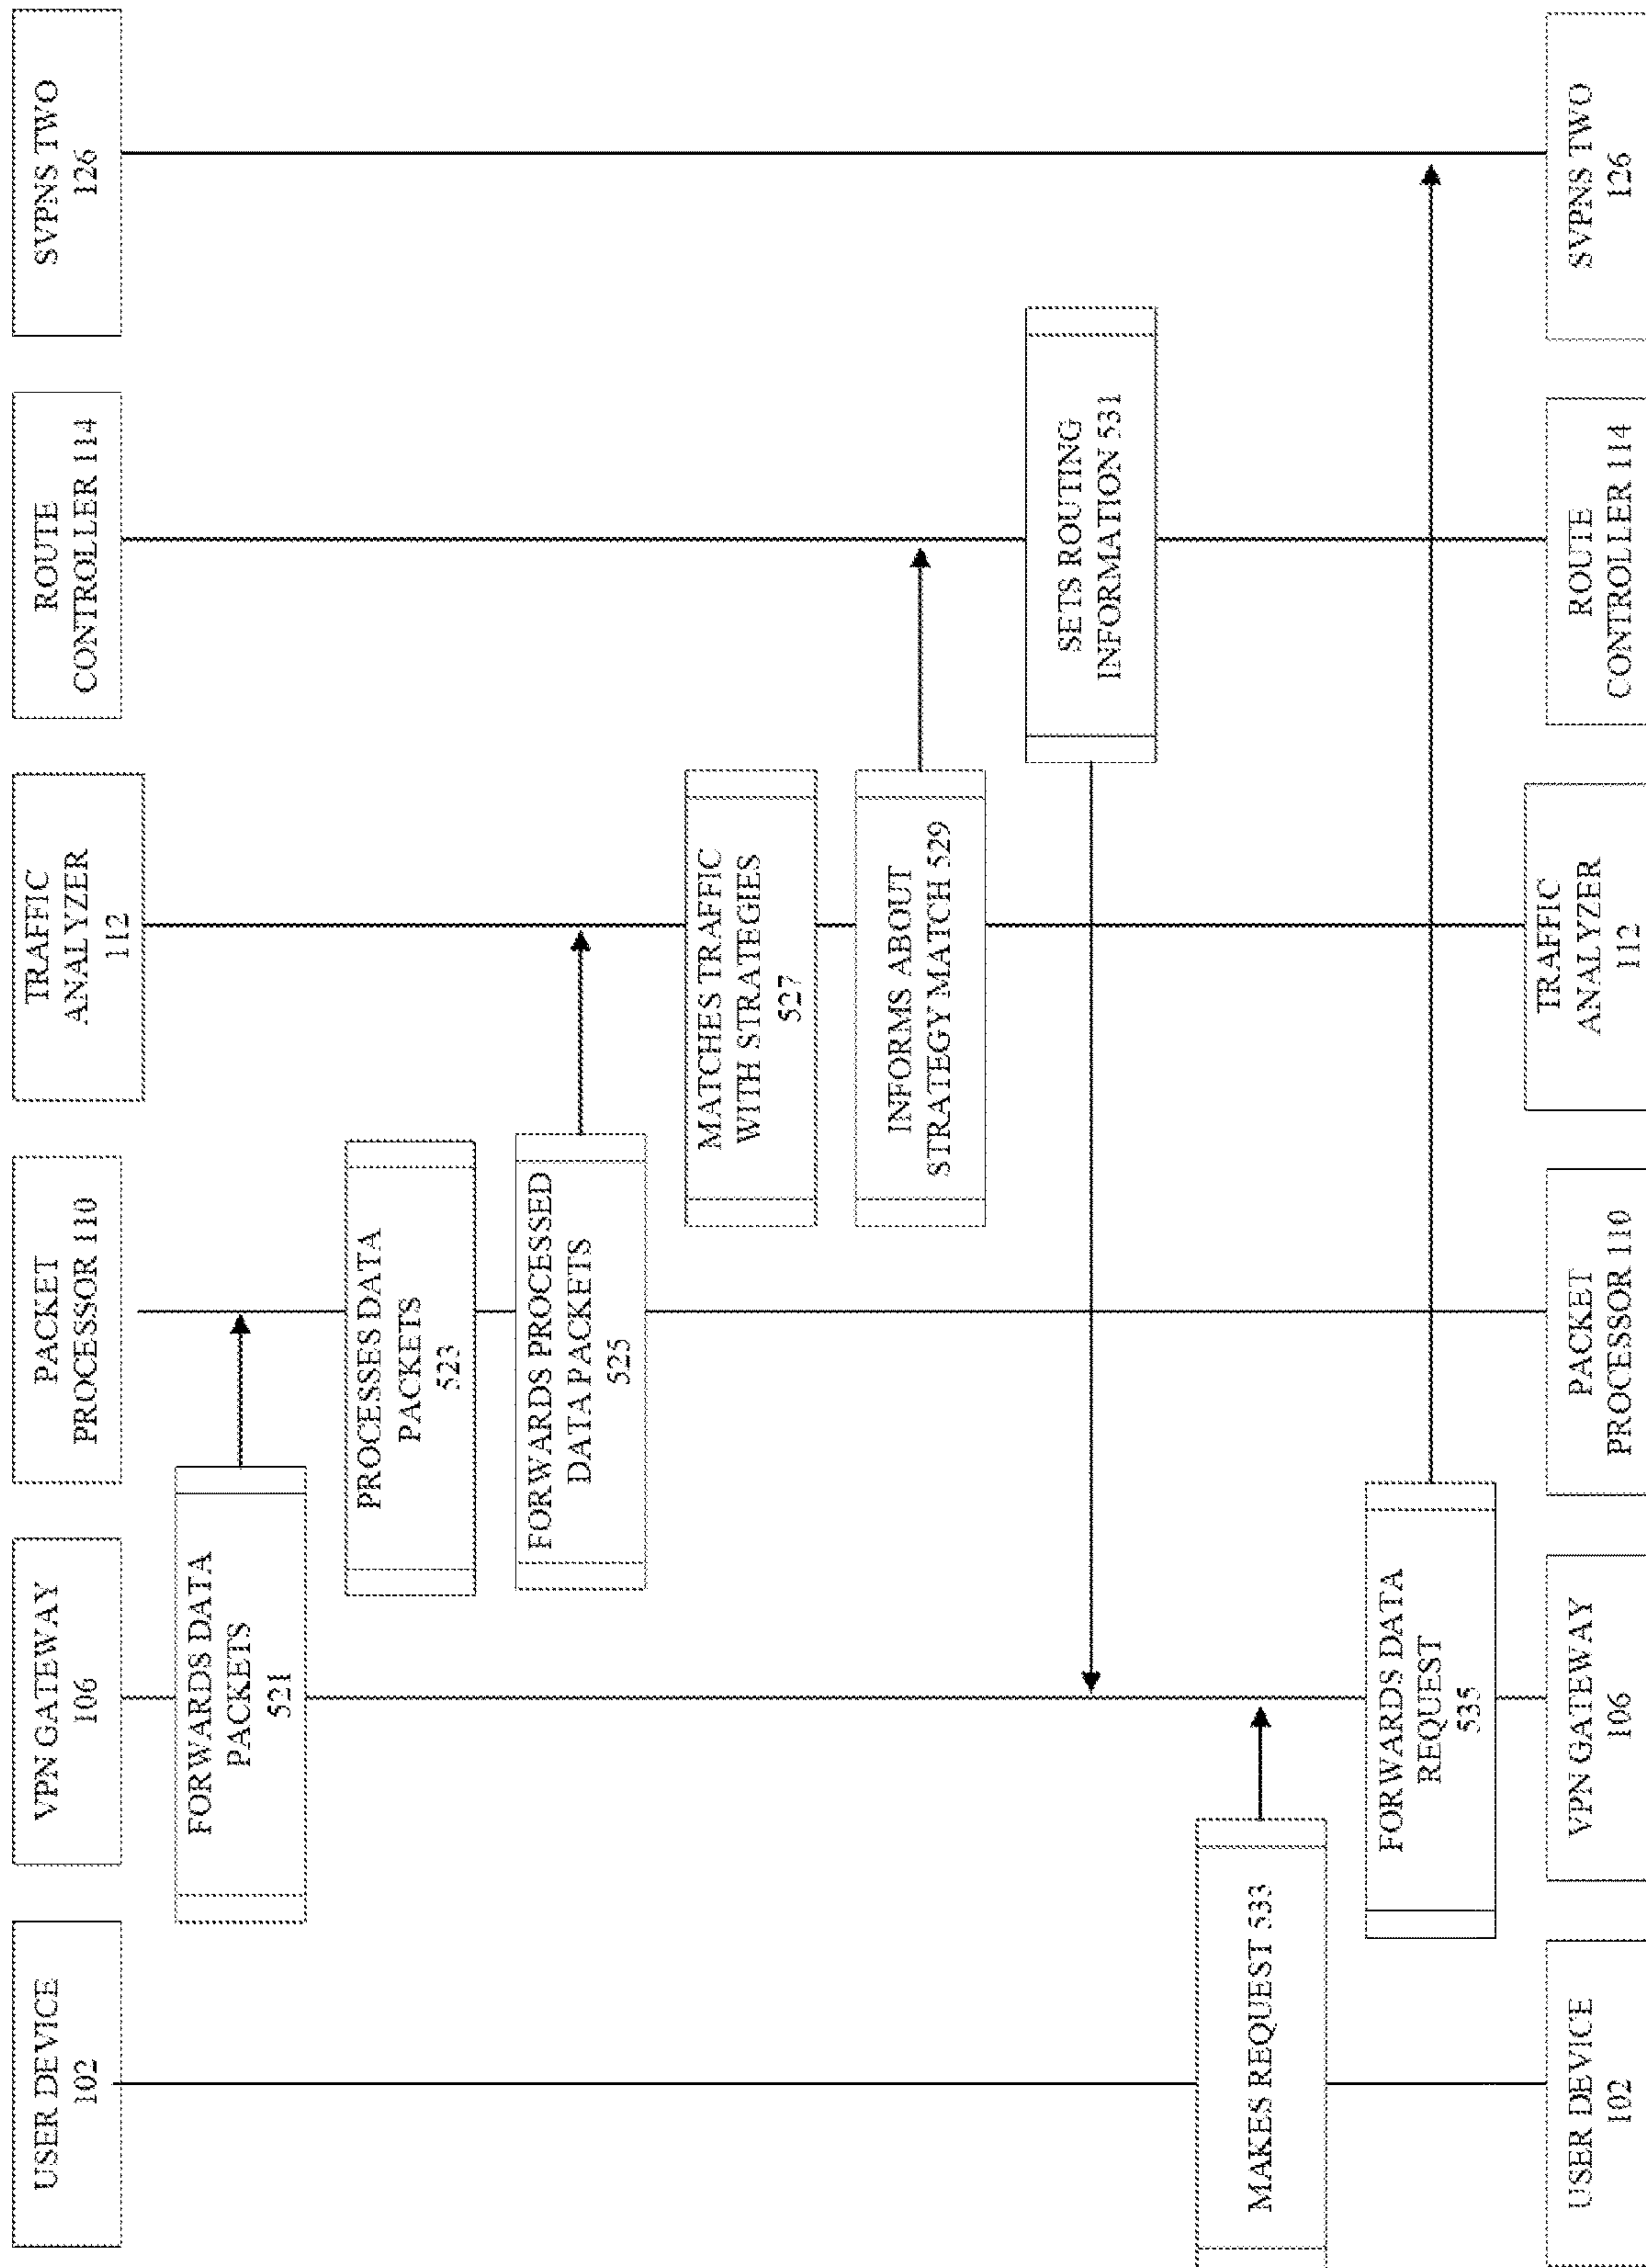 USER DEVICE
102
VPN GATEWAY
106
PACKET
PROCESSOR 110
TRAFFIC
ANALYZER
112
ROUTE
CONTROLLER 114
SVPNS TWO
126
FORWARDS DATA
PACKETS
521
PROCESSES DATA
PACKETS
523
FORWARDS PROCESSED
DATA PACKETS
525
MATCHES TRAFFIC
WITH STRATEGIES
527
INFORMS ABOUT
STRATEGY MATCH 529
SETS ROUTING
INFORMATION 531
MAKES REQUEST 533
FORWARDS DATA
REQUEST
535
USER DEVICE
102
VPN GATEWAY
106
PACKET
PROCESSOR 110
TRAFFIC
ANALYZER
112
ROUTE
CONTROLLER 114
SVPNS TWO
126